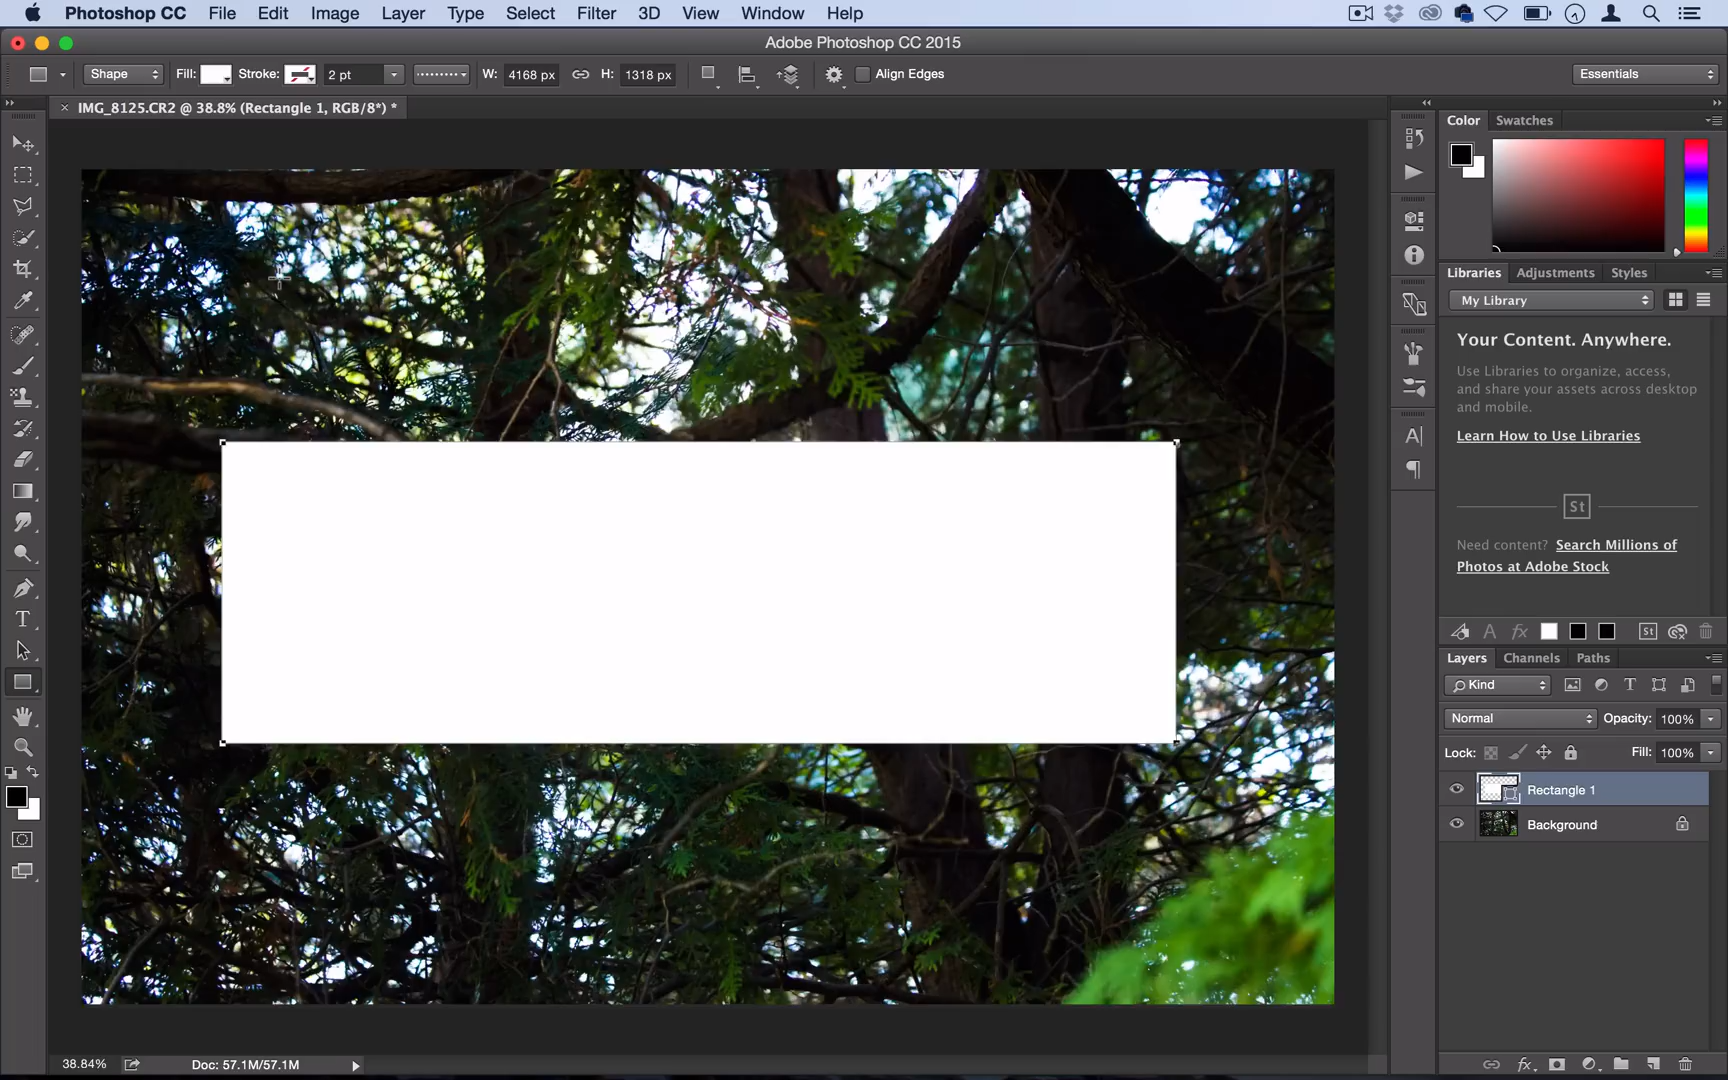 Photoshop CC File Edit Image Layer Type Select Filter 3D View Window Help
Adobe Photoshop CC 2015
Shape Fill: Stroke: 2 pt W: 4168 px H: 1318 px Align Edges Essentials
IMG_8125.CR2 @ 38.8% (Rectangle 1, RGB/8*) *
Color Swatches
Libraries Adjustments Styles
My Library
Your Content. Anywhere.
Use Libraries to organize, access,
and share your assets across desktop
and mobile.
Learn How to Use Libraries
St
Need content? Search Millions of
Photos at Adobe Stock
A fx St
Layers Channels Paths
Kind T
Normal Opacity: 100%
Lock: Fill: 100%
Rectangle 1
Background
38.84% Doc: 57.1M/57.1M fx